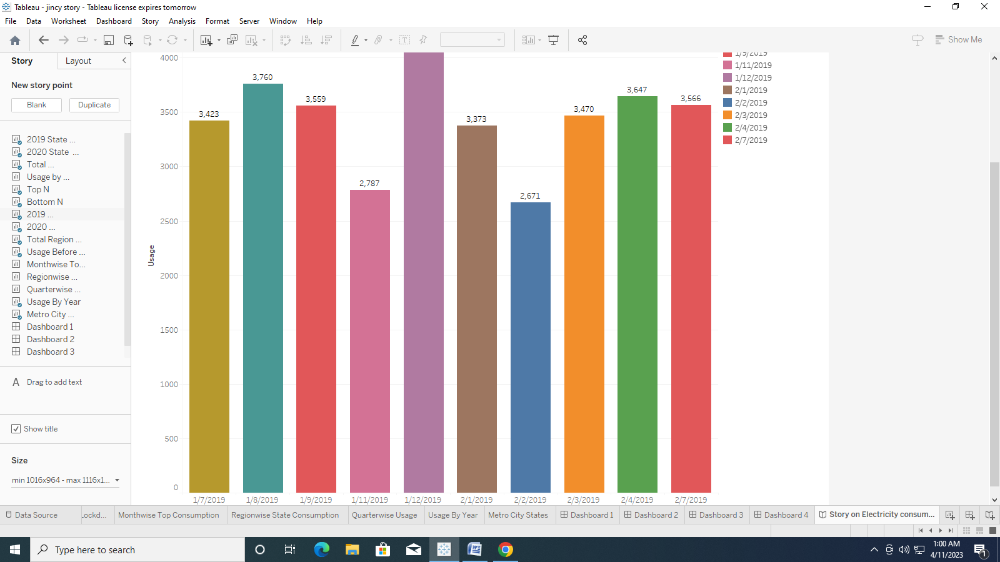 Tableau - jincy story - Tableau license expires tomorrow
File Data Worksheet Dashboard Story Analysis Format Server Window Help
Show Me
Story Layout
New story point
Blank Duplicate
2019 State ...
2020 State ...
Total ...
Usage by ...
Top N
Bottom N
2019 ...
2020 ...
Total Region ...
Usage Before ...
Monthwise To...
Regionwise ...
Quarterwise ...
Usage By Year
Metro City ...
Dashboard 1
Dashboard 2
Dashboard 3
A Drag to add text
Show title
Size
min 1016x964 - max 1116x1...
Usage
4000
3500
3000
2500
2000
1500
1000
500
0
3,423
3,760
3,559
2,787
3,373
2,671
3,470
3,647
3,566
1/7/2019 1/8/2019 1/9/2019 1/11/2019 1/12/2019 2/1/2019 2/2/2019 2/3/2019 2/4/2019 2/7/2019
1/9/2019
1/11/2019
1/12/2019
2/1/2019
2/2/2019
2/3/2019
2/4/2019
2/7/2019
Data Source Lockd... Monthwise Top Consumption Regionwise State Consumption Quarterwise Usage Usage By Year Metro City States Dashboard 1 Dashboard 2 Dashboard 3 Dashboard 4 Story on Electricity consum...
Type here to search
1:00 AM
4/11/2023
1